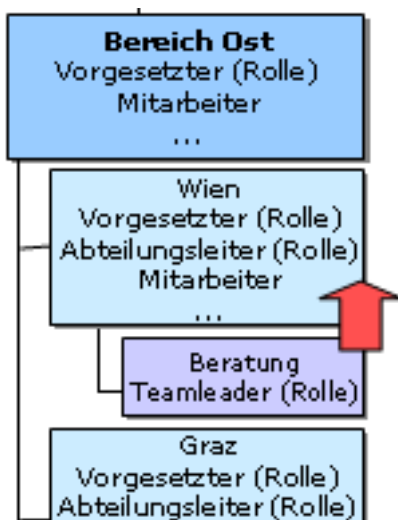 Bereich Ost
Vorgesetzter (Rolle)
Mitarbeiter
...
Wien
Vorgesetzter (Rolle)
Abteilungsleiter (Rolle)
Mitarbeiter
...
Beratung
Teamleader (Rolle)
Graz
Vorgesetzter (Rolle)
Abteilungsleiter (Rolle)